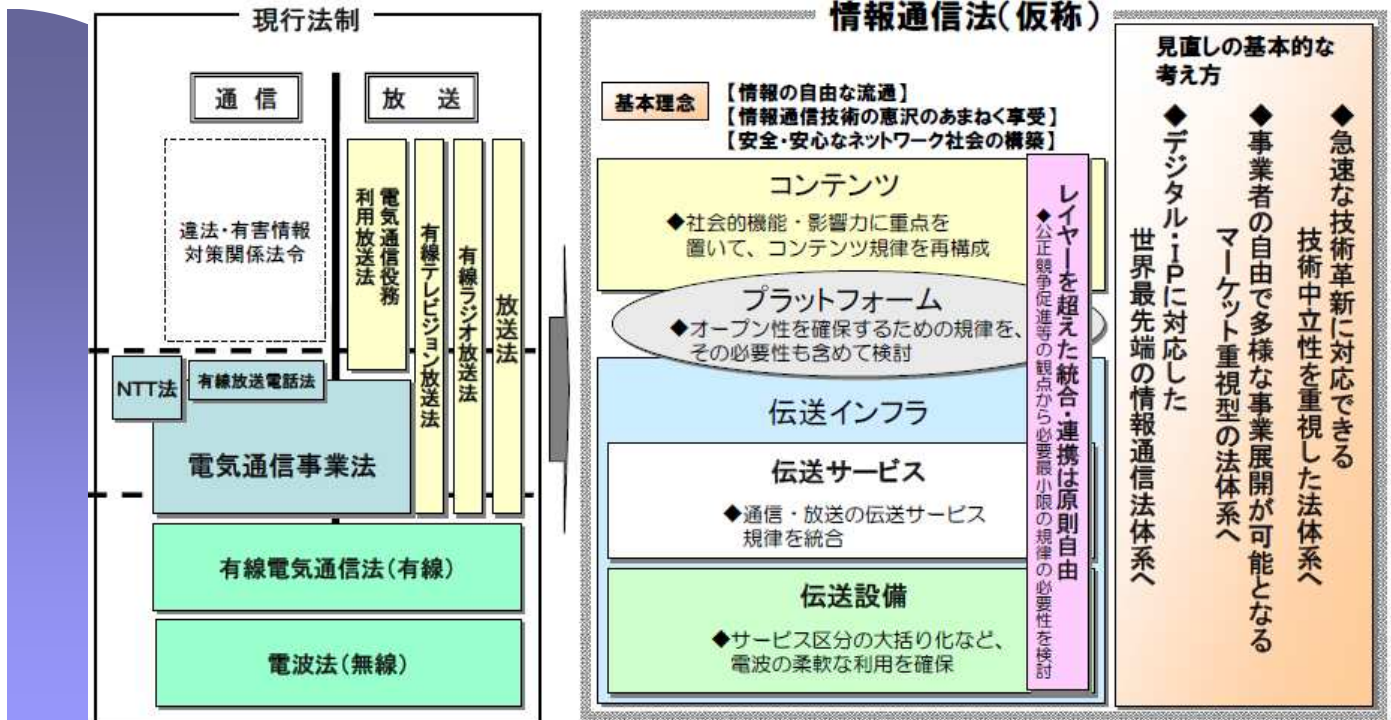 現行法制
通信
放 送
違法・有害情報
対策関係法令
電気通信役務
利用放送法
有線テレビジョン放送法
有線ラジオ放送法
放送法
NTT法
有線放送電話法
電気通信事業法
有線電気通信法(有線)
電波法(無線)
情報通信法(仮称)
基本理念
【情報の自由な流通】
【情報通信技術の恵沢のあまねく享受】
【安全・安心なネットワーク社会の構築】
コンテンツ
◆社会的機能・影響力に重点を
置いて、コンテンツ規律を再構成
プラットフォーム
◆オープン性を確保するための規律を、
その必要性も含めて検討
伝送インフラ
伝送サービス
◆通信・放送の伝送サービス
規律を統合
伝送設備
◆サービス区分の大括り化など、
電波の柔軟な利用を確保
レイヤーを超えた統合・連携は原則自由
◆公正競争促進等の観点から必要最小限の規律の必要性を検討
見直しの基本的な
考え方
◆急速な技術革新に対応できる
技術中立性を重視した法体系へ
◆事業者の自由で多様な事業展開が可能となる
マーケット重視型の法体系へ
◆デジタル・IPに対応した
世界最先端の情報通信法体系へ